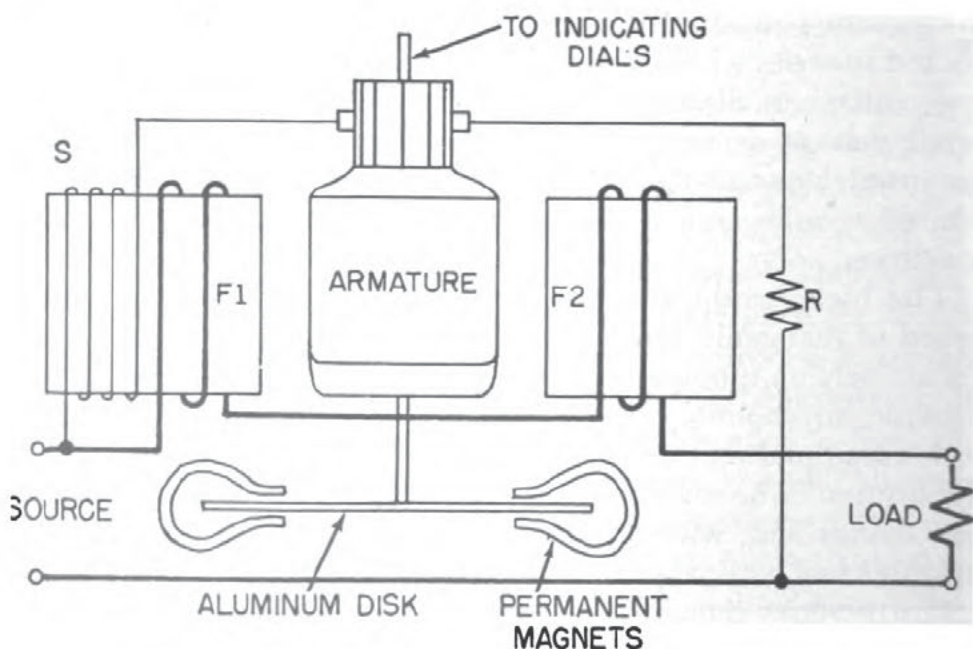 TO INDICATING
DIALS
S
F1
ARMATURE
F2
R
SOURCE
LOAD
ALUMINUM DISK
PERMANENT
MAGNETS